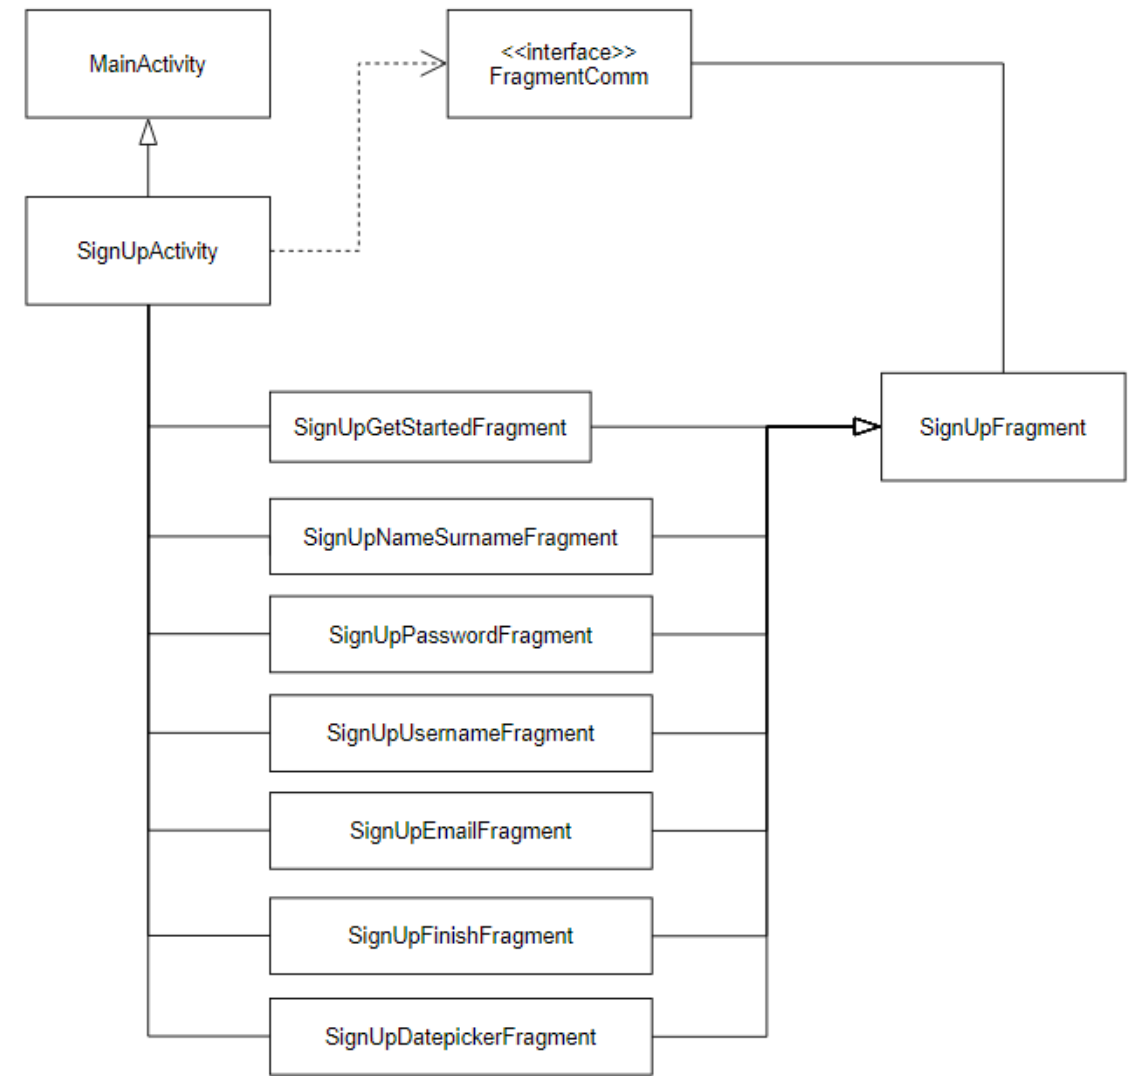 MainActivity
<<interface>>
FragmentComm
SignUpActivity
SignUpGetStartedFragment
SignUpFragment
SignUpNameSurnameFragment
SignUpPasswordFragment
SignUpUsernameFragment
SignUpEmailFragment
SignUpFinishFragment
SignUpDatepickerFragment